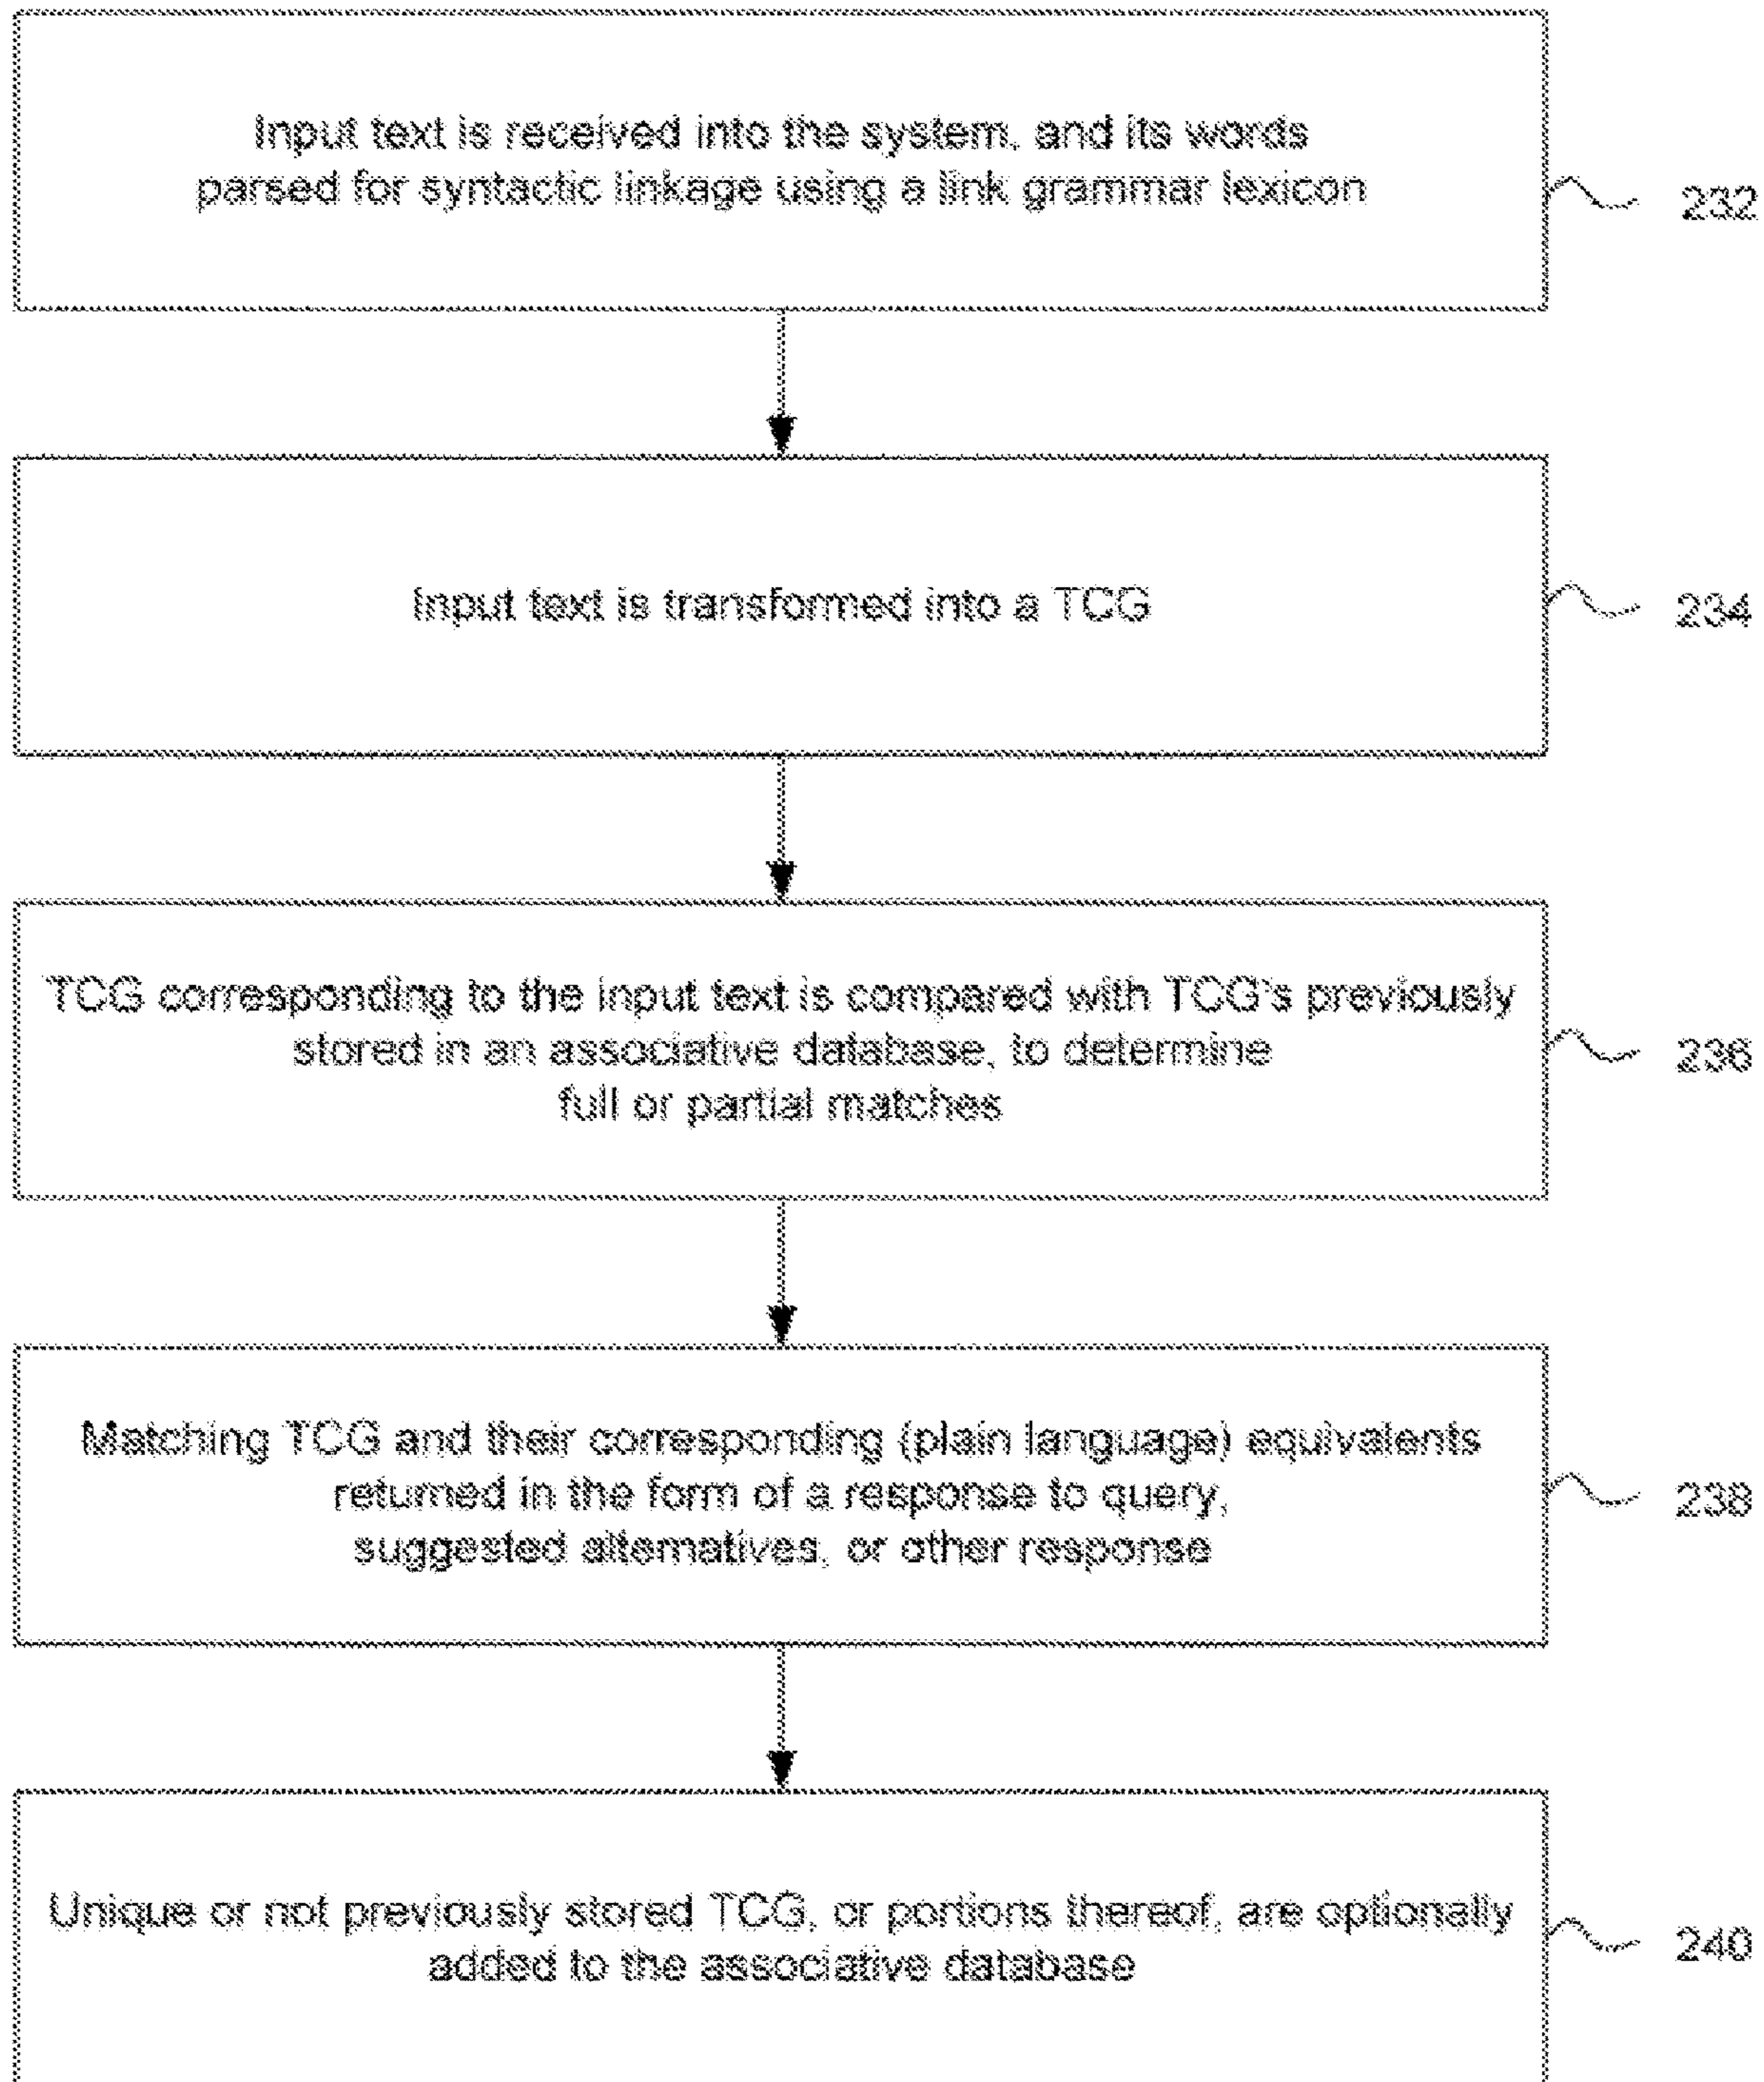 Input text is received into the system, and its words
parsed for syntactic linkage using a link grammar lexicon
232
Input text is transformed into a TCG
234
TCG corresponding to the input text is compared with TCG's previously
stored in an associative database, to determine
full or partial matches
236
Matching TCG and their corresponding (plain language) equivalents
returned in the form of a response to query,
suggested alternatives, or other response
238
Unique or not previously stored TCG, or portions thereof, are optionally
added to the associative database
240